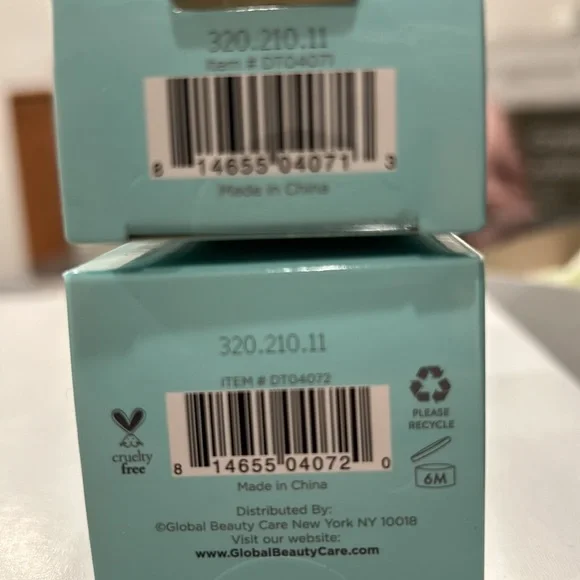 320.210.11
Item # DT04071
8 14655 04071 3
Made in China
320.210.11
ITEM # DT04072
8 14655 04072 0
Made in China
cruelty
free
PLEASE
RECYCLE
6M
Distributed By:
©Global Beauty Care New York NY 10018
Visit our website:
www.GlobalBeautyCare.com